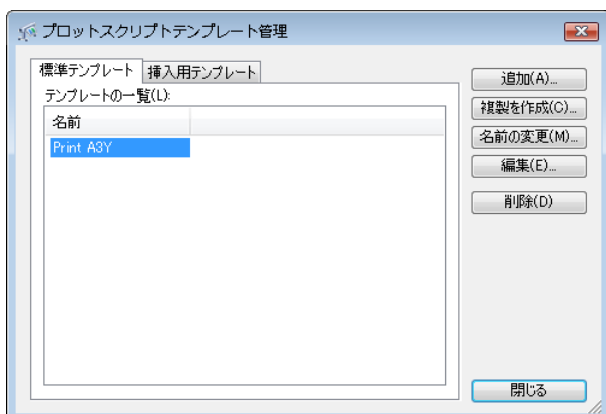 プロットスクリプトテンプレート管理
標準テンプレート 挿入用テンプレート
テンプレートの一覧(L):
名前
Print A3Y
追加(A)...
複製を作成(C)...
名前の変更(M)...
編集(E)...
削除(D)
閉じる